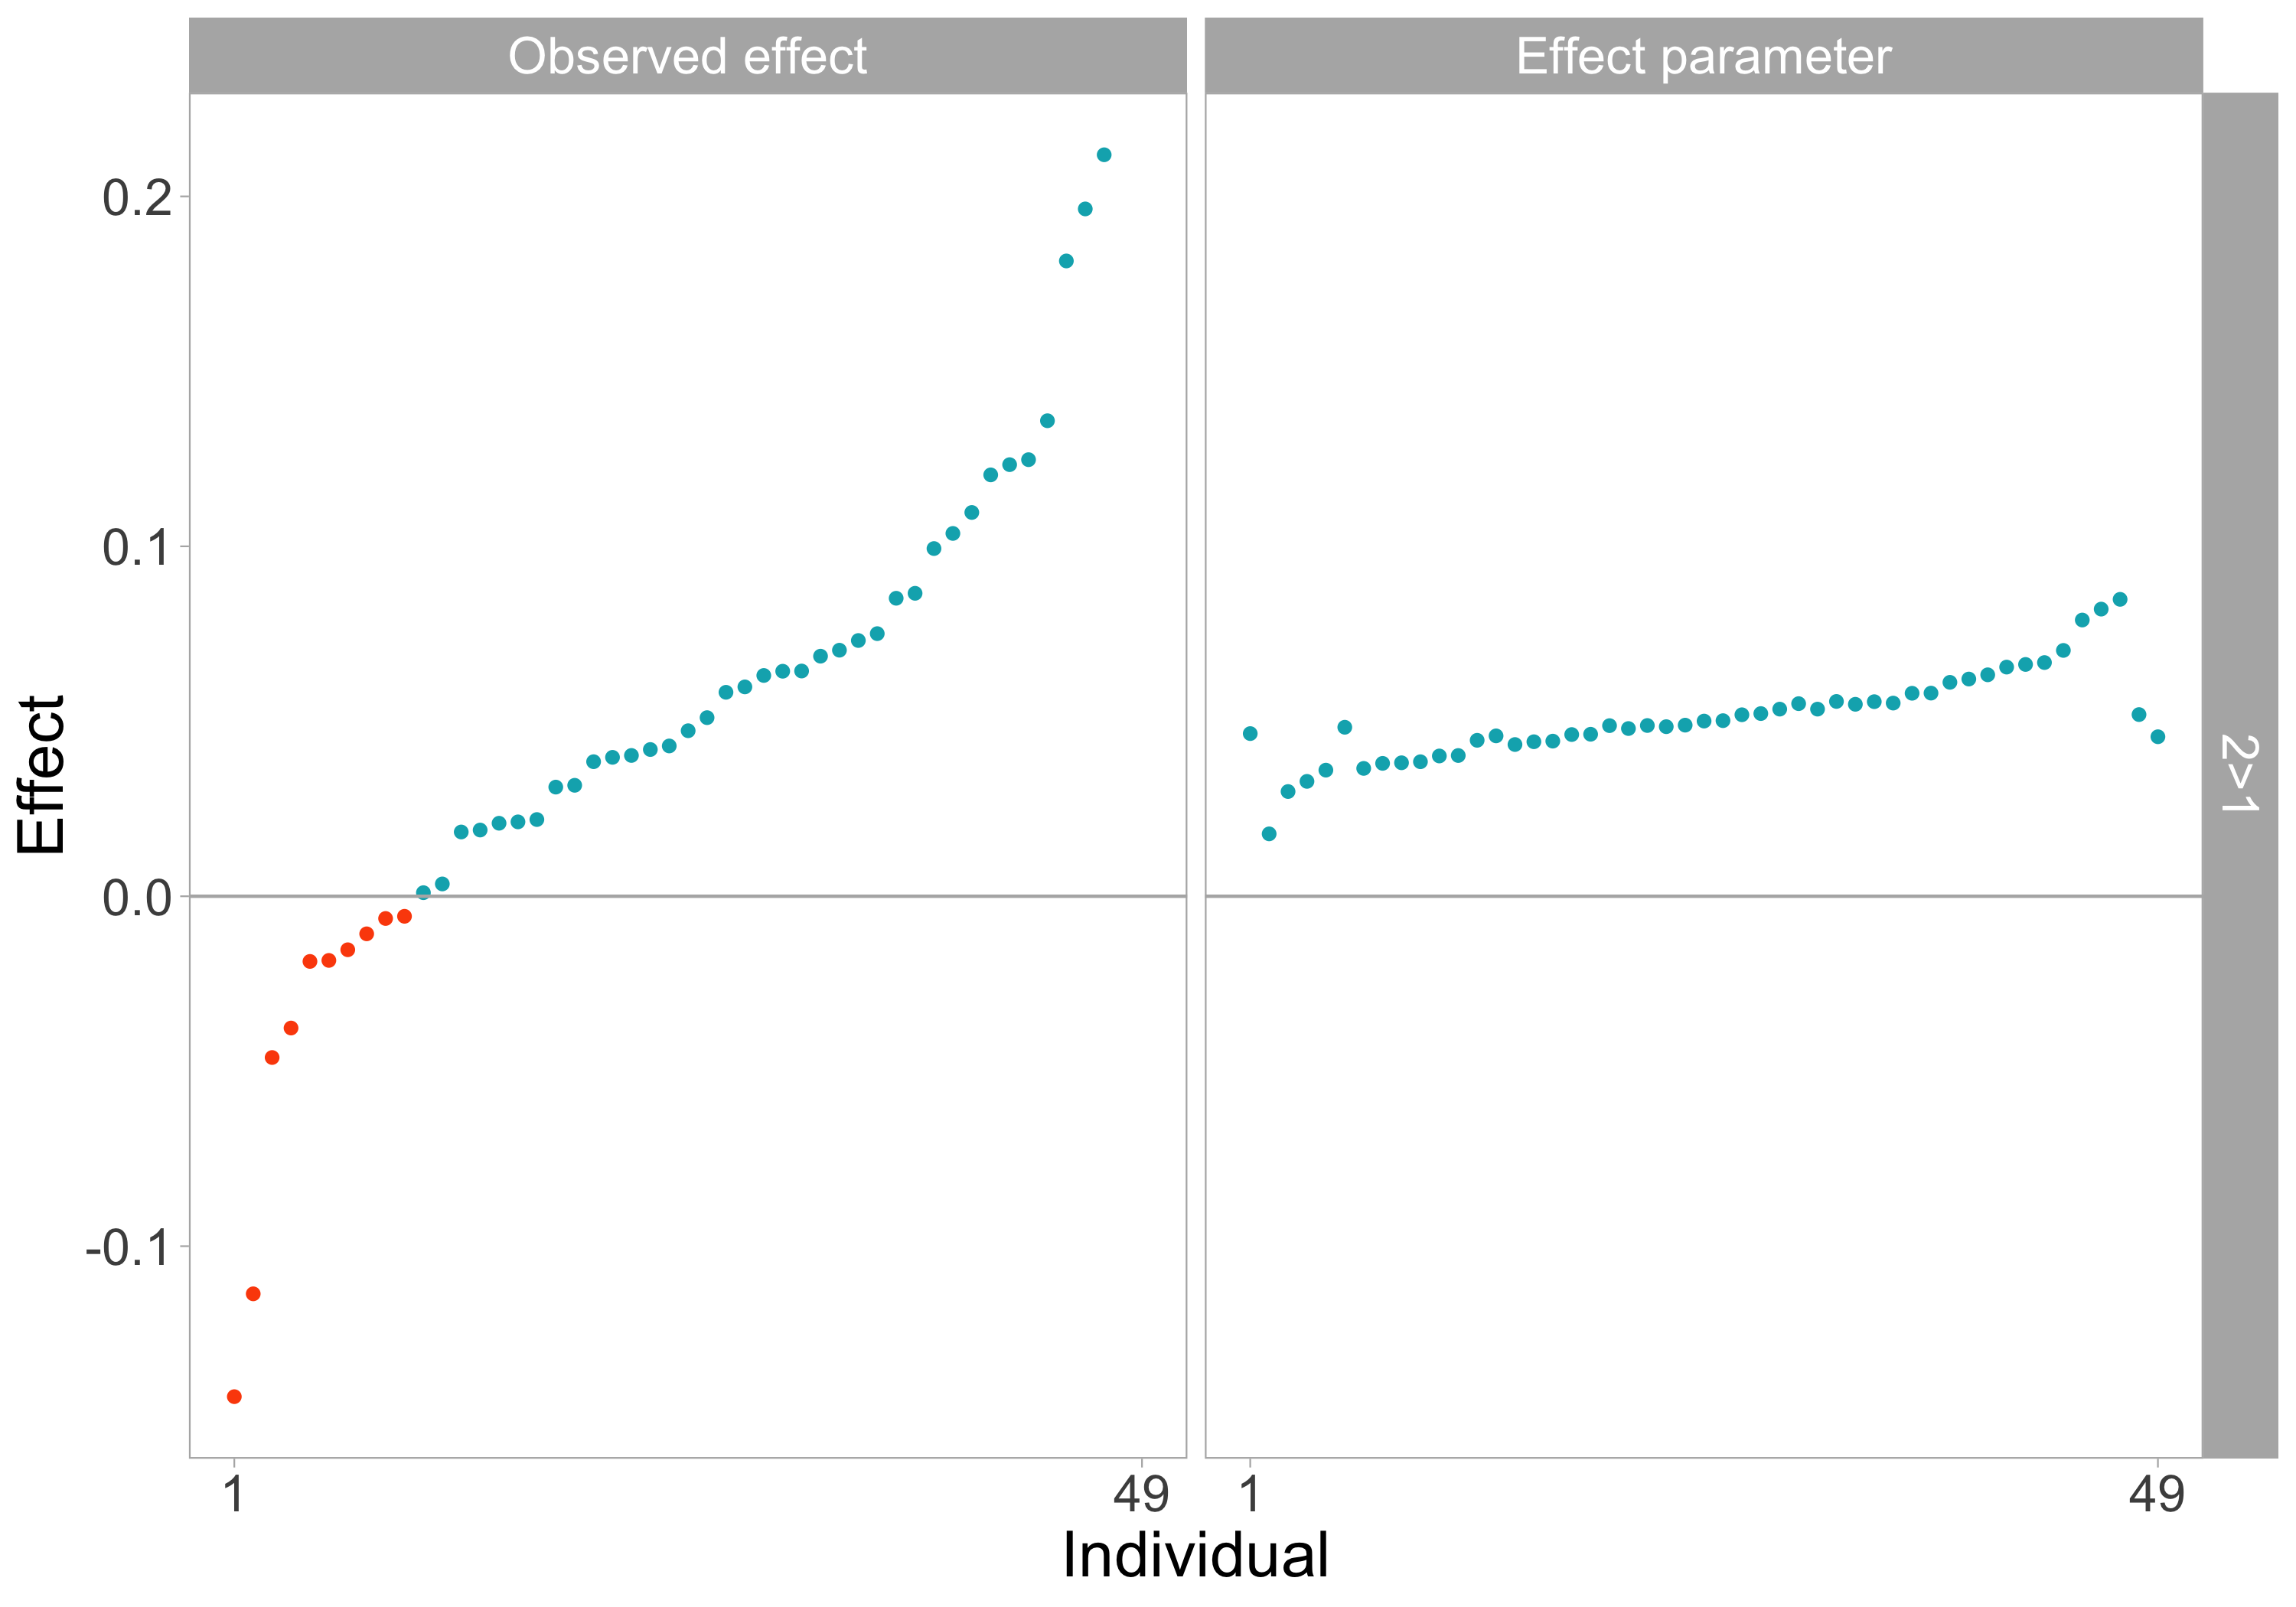 Observed effect
Effect parameter
Effect
0.2
0.1
0.0
-0.1
2>1
1
49
1
49
Individual